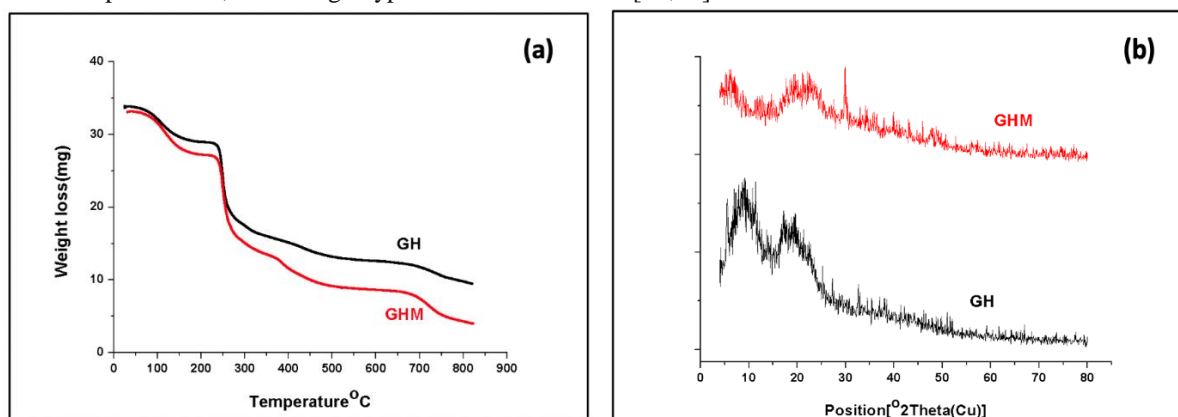 (a)
40
30
20
10
0
Weight loss(mg)
GH
GHM
0 100 200 300 400 500 600 700 800 900
Temperature°C
(b)
GHM
GH
0 10 20 30 40 50 60 70 80
Position[°2Theta(Cu)]